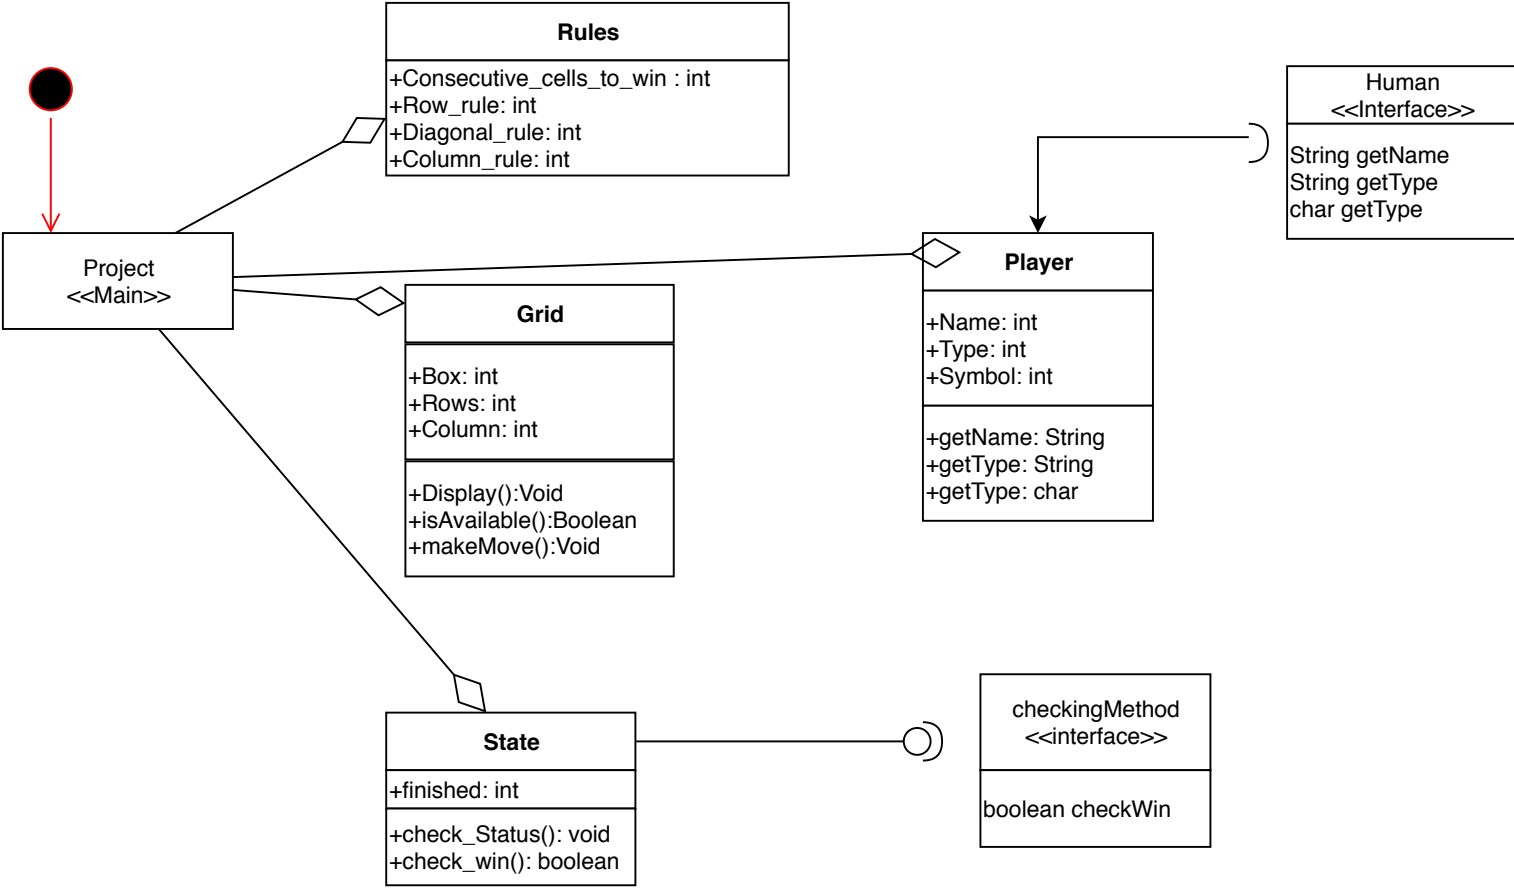 Rules
+Consecutive_cells_to_win : int
+Row_rule: int
+Diagonal_rule: int
+Column_rule: int
Human
<<Interface>>
String getName
String getType
char getType
Project
<<Main>>
Player
+Name: int
+Type: int
+Symbol: int
+getName: String
+getType: String
+getType: char
Grid
+Box: int
+Rows: int
+Column: int
+Display():Void
+isAvailable():Boolean
+makeMove():Void
State
+finished: int
+check_Status(): void
+check_win(): boolean
checkingMethod
<<interface>>
boolean checkWin